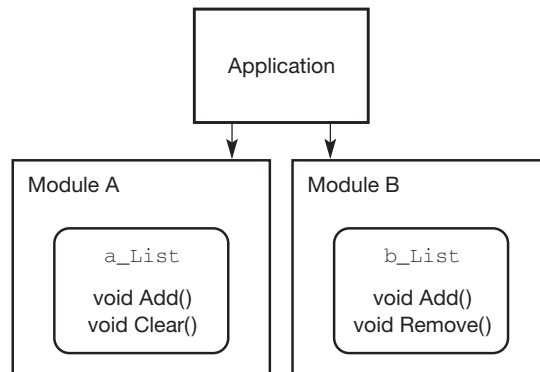 Application
Module A
a_List
void Add()
void Clear()
Module B
b_List
void Add()
void Remove()